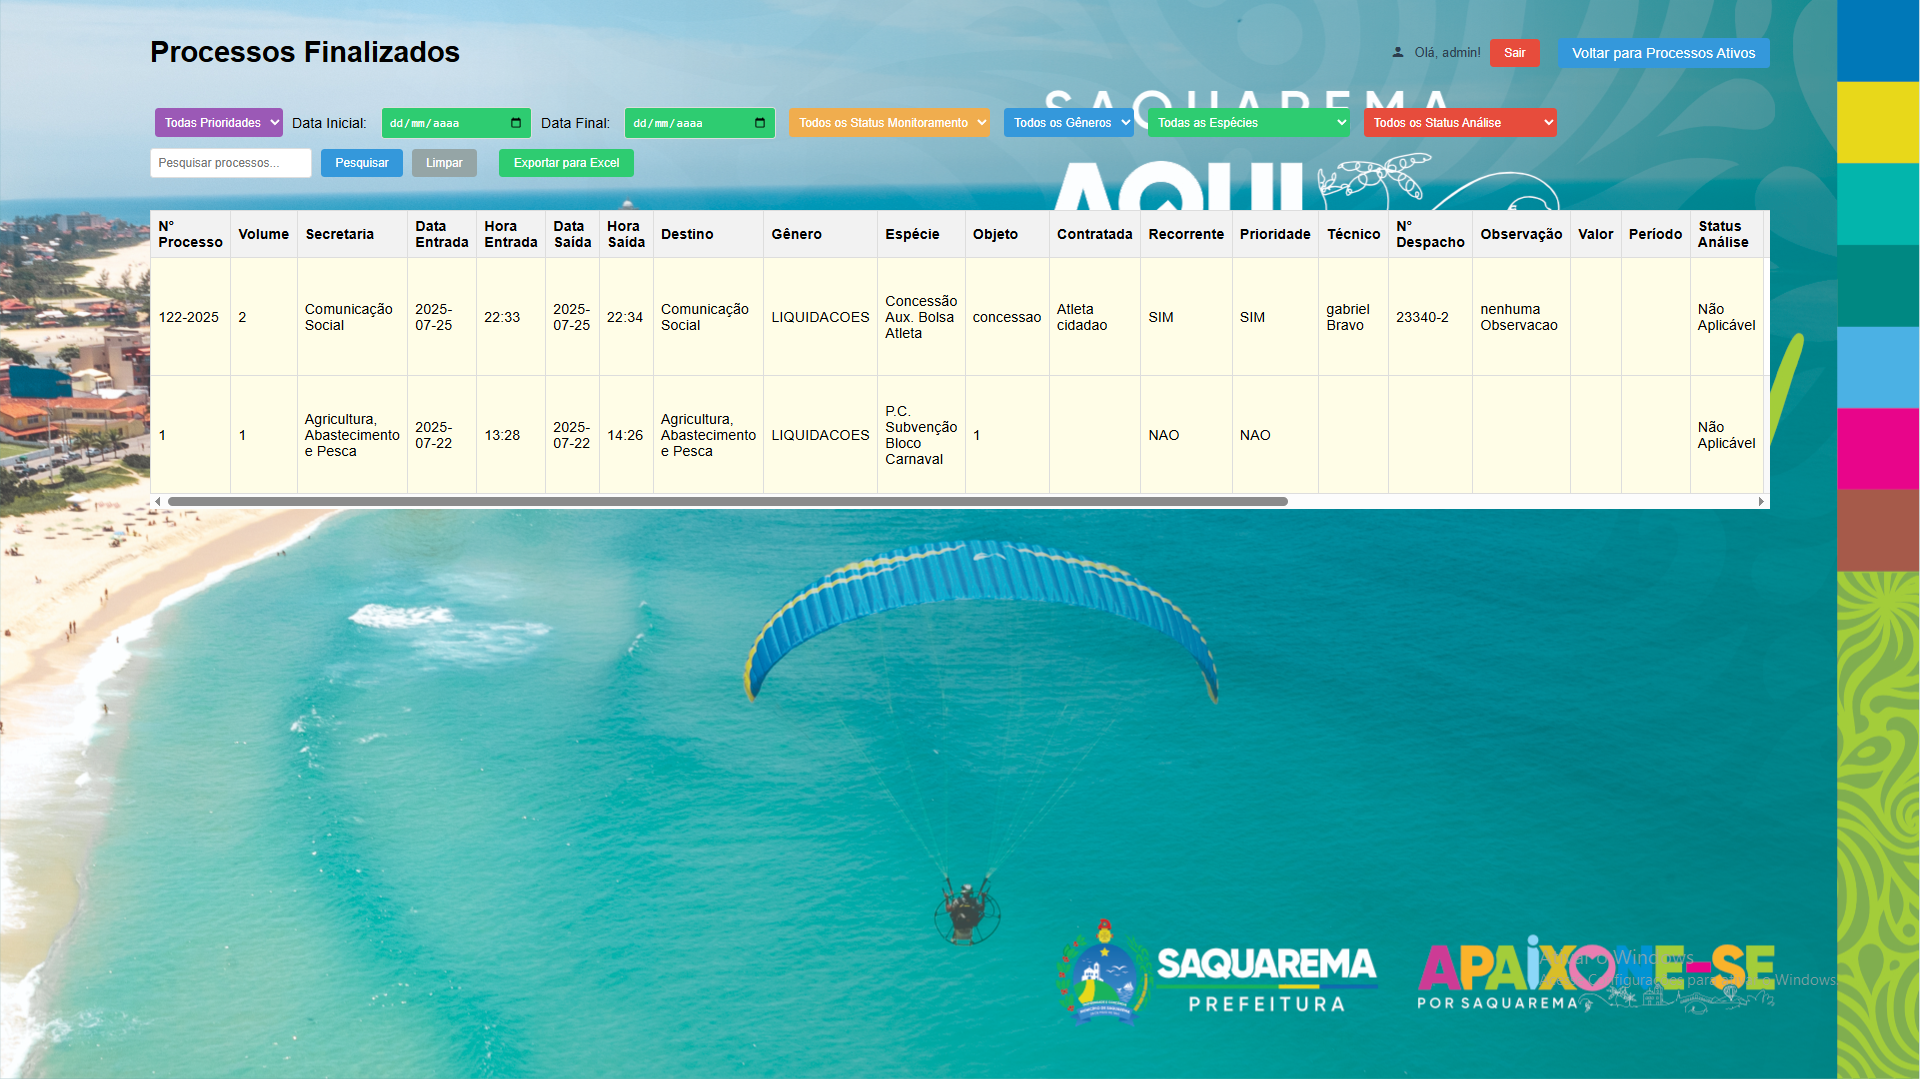 Processos Finalizados
Olá, admin!
Sair
Voltar para Processos Ativos
SAQUAREMA
AQUI
Todas Prioridades
Data Inicial:
dd/mm/aaaa
Data Final:
dd/mm/aaaa
Todos os Status Monitoramento
Todos os Gêneros
Todas as Espécies
Todos os Status Análise
Pesquisar processos...
Pesquisar
Limpar
Exportar para Excel
N° Processo
Volume
Secretaria
Data Entrada
Hora Entrada
Data Saída
Hora Saída
Destino
Gênero
Espécie
Objeto
Contratada
Recorrente
Prioridade
Técnico
N° Despacho
Observação
Valor
Período
Status Análise
122-2025
2
Comunicação Social
2025-07-25
22:33
2025-07-25
22:34
Comunicação Social
LIQUIDACOES
Concessão Aux. Bolsa Atleta
concessao
Atleta cidadao
SIM
SIM
gabriel Bravo
23340-2
nenhuma Observacao
Não Aplicável
1
1
Agricultura, Abastecimento e Pesca
2025-07-22
13:28
2025-07-22
14:26
Agricultura, Abastecimento e Pesca
LIQUIDACOES
P.C. Subvenção Bloco Carnaval
1
NAO
NAO
Não Aplicável
SAQUAREMA
PREFEITURA
APAIXONE-SE
POR SAQUAREMA
Windows
Windows